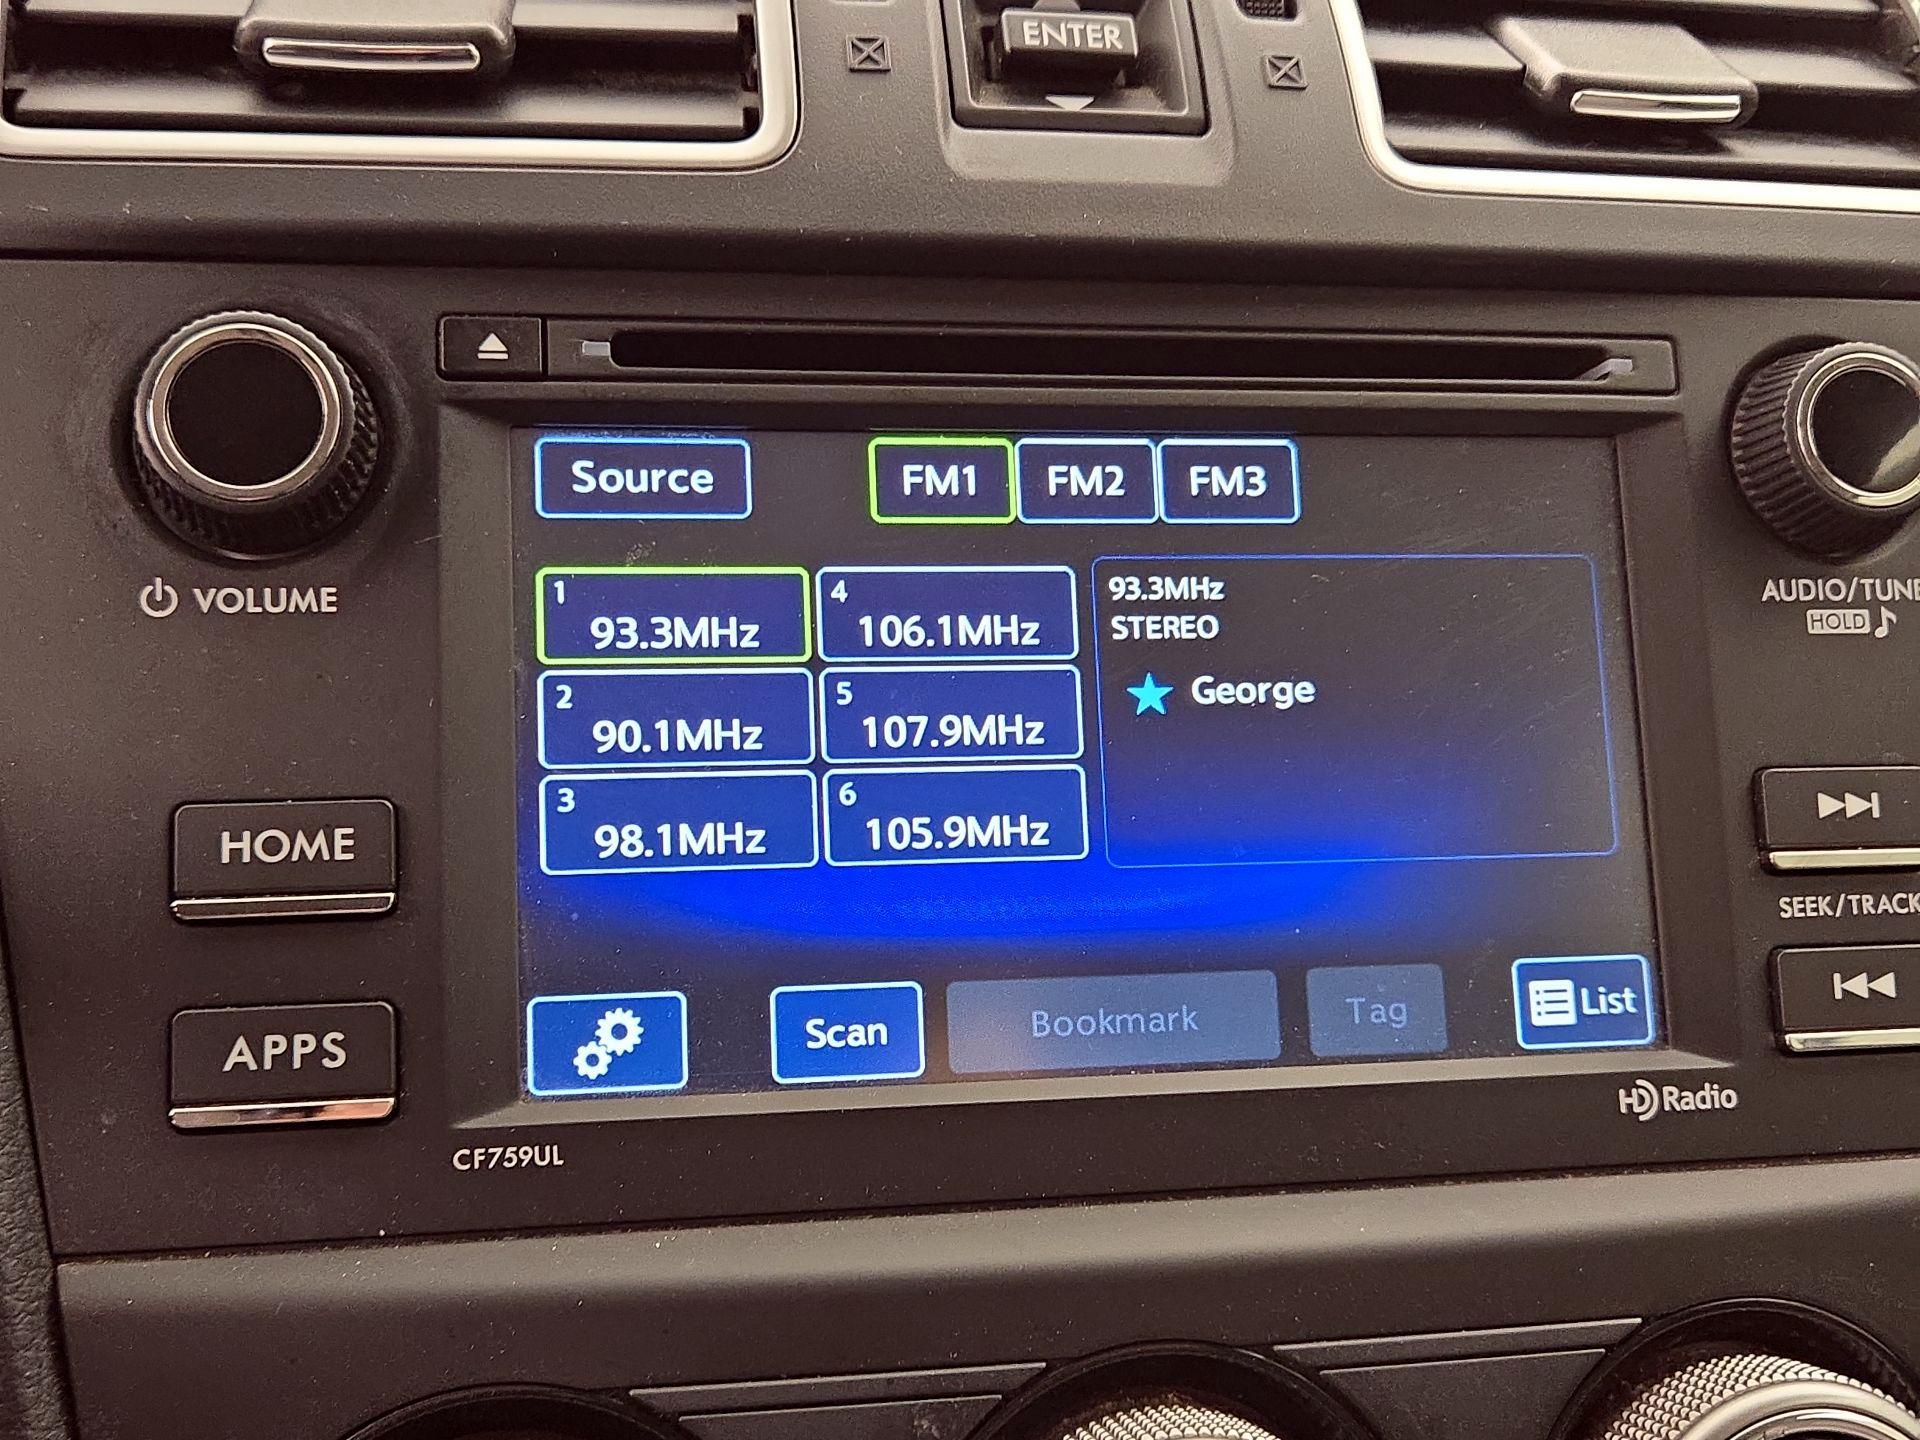 ENTER
VOLUME
HOME
APPS
Source
FM1
FM2
FM3
1
93.3MHz
2
90.1MHz
3
98.1MHz
4
106.1MHz
5
107.9MHz
6
105.9MHz
93.3MHz
STEREO
George
Scan
Bookmark
Tag
List
AUDIO/TUNE
HOLD
SEEK/TRACK
CF759UL
HD Radio